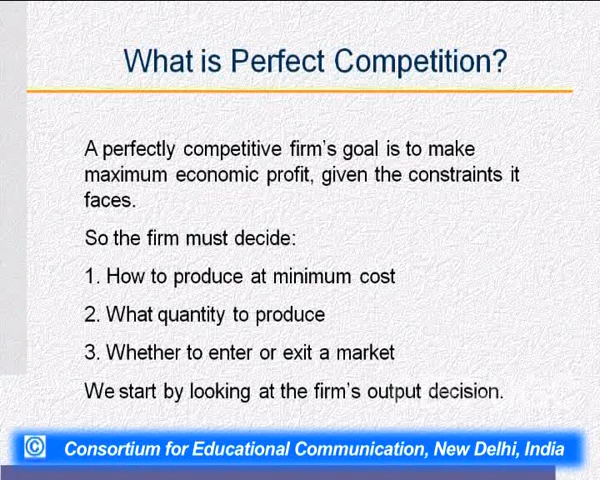 What is Perfect Competition?
A perfectly competitive firm's goal is to make
maximum economic profit, given the constraints it
faces.
So the firm must decide:
1. How to produce at minimum cost
2. What quantity to produce
3. Whether to enter or exit a market
We start by looking at the firm's output decision.
© Consortium for Educational Communication, New Delhi, India